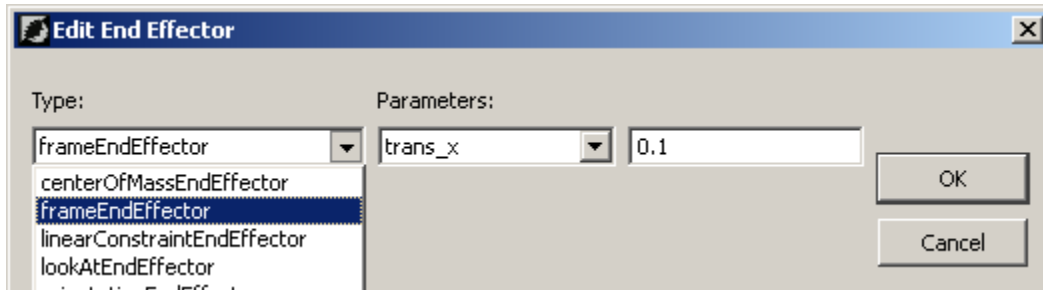 Edit End Effector
Type: Parameters:
frameEndEffector trans_x 0.1
centerOfMassEndEffector
frameEndEffector
linearConstraintEndEffector
lookAtEndEffector
OK
Cancel